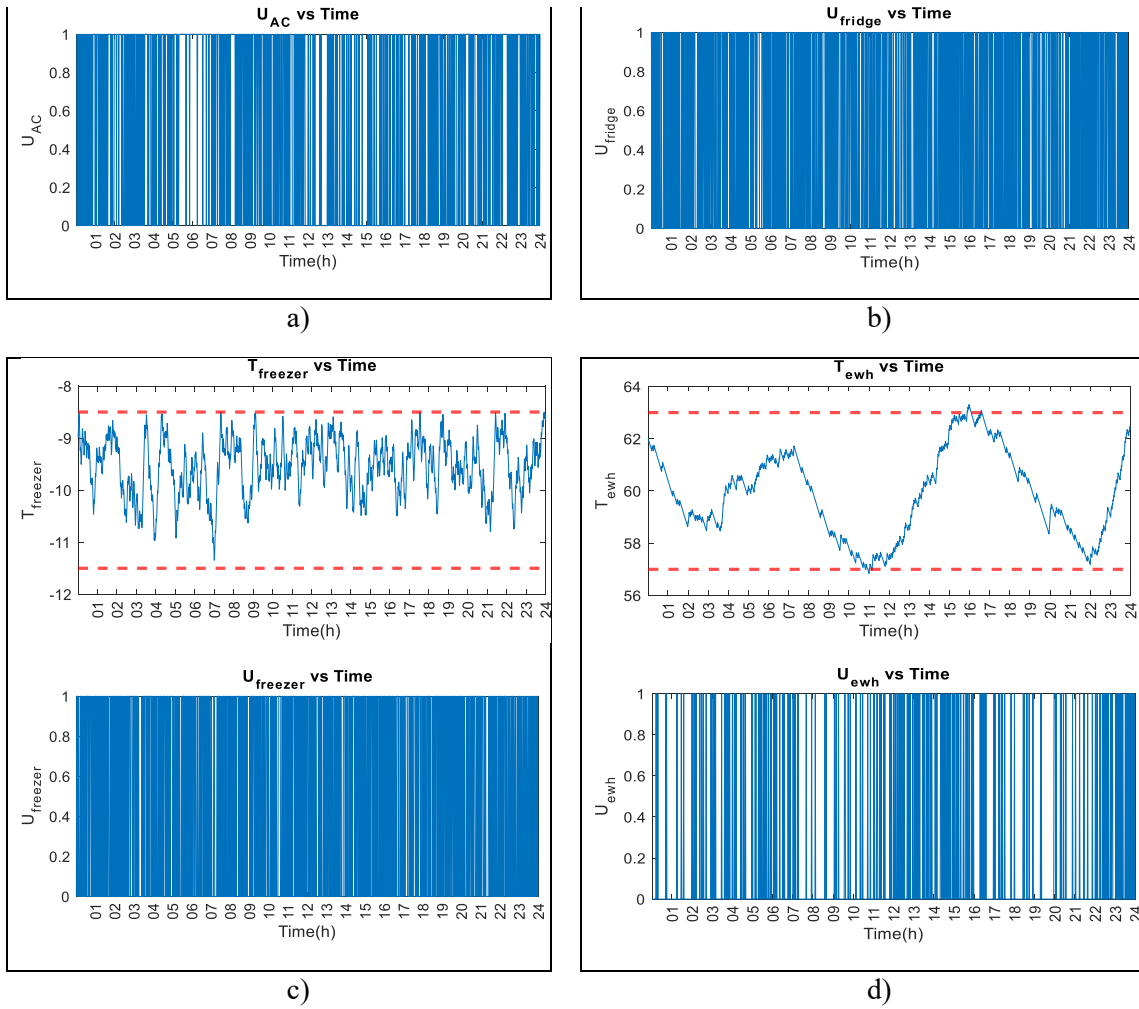 U_AC vs Time
1
0.8
0.6
0.4
0.2
0
U_AC
01 02 03 04 05 06 07 08 09 10 11 12 13 14 15 16 17 18 19 20 21 22 23 24
Time(h)
a)
U_fridge vs Time
1
0.8
0.6
0.4
0.2
0
U_fridge
01 02 03 04 05 06 07 08 09 10 11 12 13 14 15 16 17 18 19 20 21 22 23 24
Time(h)
b)
T_freezer vs Time
-8
-9
-10
-11
-12
T_freezer
01 02 03 04 05 06 07 08 09 10 11 12 13 14 15 16 17 18 19 20 21 22 23 24
Time(h)
U_freezer vs Time
1
0.8
0.6
0.4
0.2
0
U_freezer
01 02 03 04 05 06 07 08 09 10 11 12 13 14 15 16 17 18 19 20 21 22 23 24
Time(h)
c)
T_ewh vs Time
64
62
60
58
56
T_ewh
01 02 03 04 05 06 07 08 09 10 11 12 13 14 15 16 17 18 19 20 21 22 23 24
Time(h)
U_ewh vs Time
1
0.8
0.6
0.4
0.2
0
U_ewh
01 02 03 04 05 06 07 08 09 10 11 12 13 14 15 16 17 18 19 20 21 22 23 24
Time(h)
d)